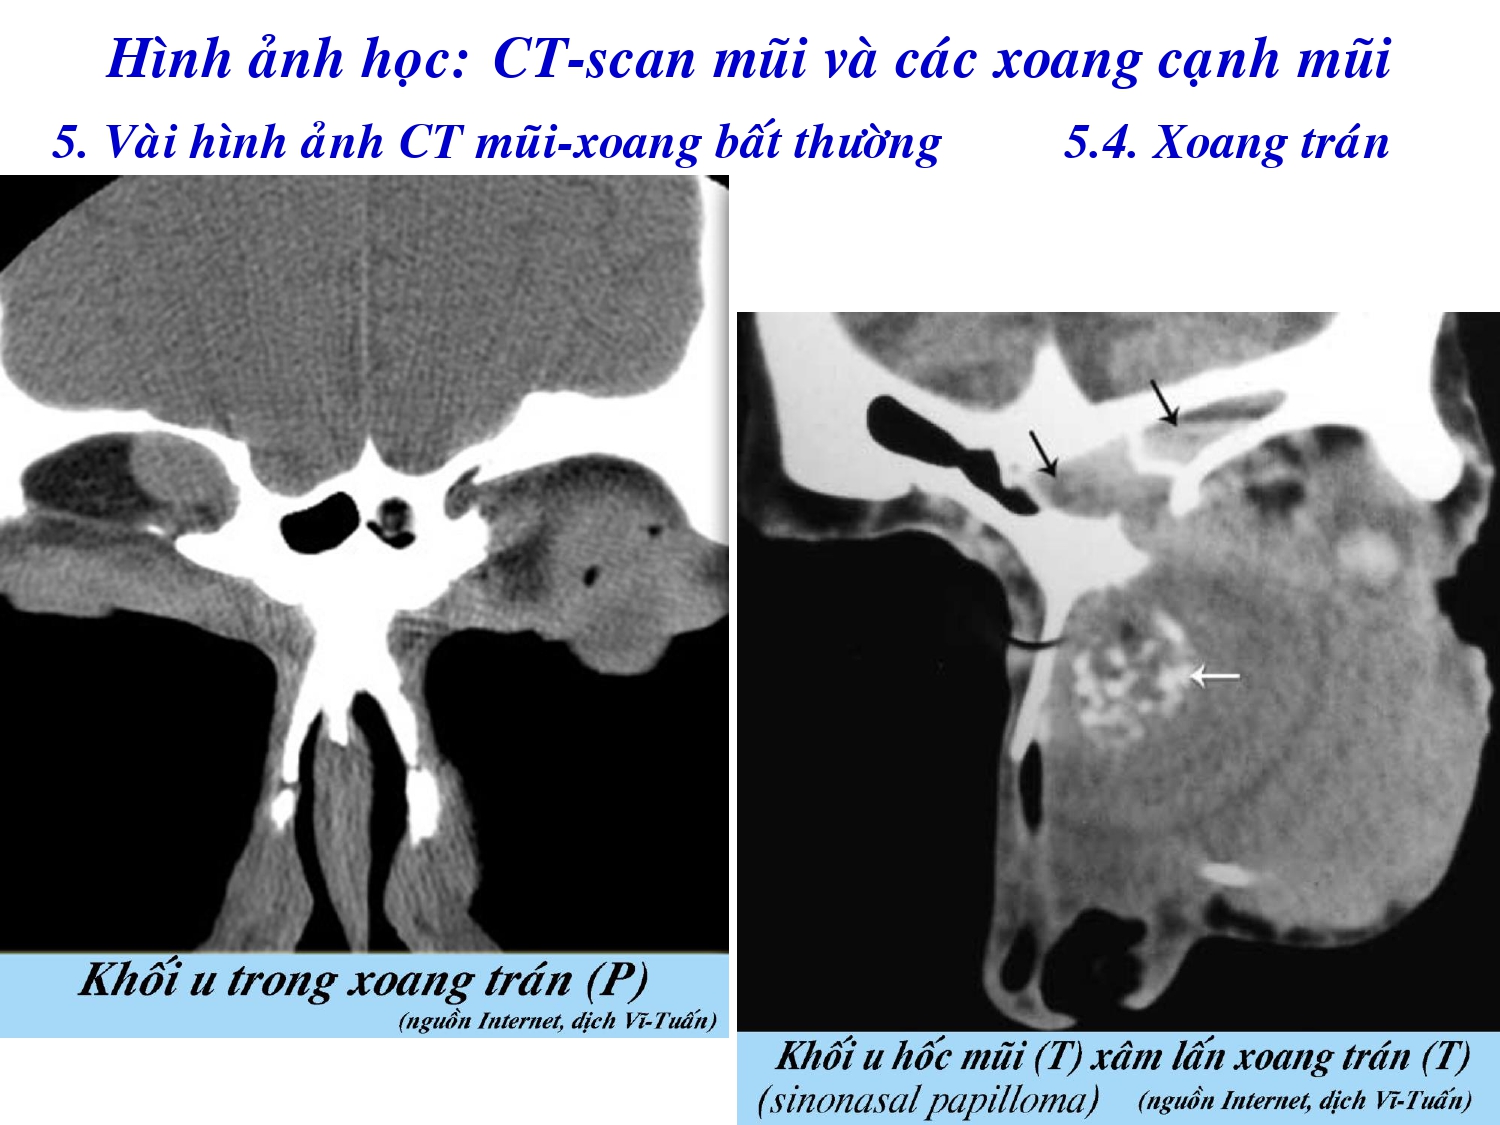 Hình ảnh học: CT-scan mũi và các xoang cạnh mũi
5. Vài hình ảnh CT mũi-xoang bất thường 5.4. Xoang trán
Khối u trong xoang trán (P)
(nguồn Internet, dịch Vĩ-Tuấn)
Khối u hốc mũi (T) xâm lấn xoang trán (T)
(sinonasal papilloma) (nguồn Internet, dịch Vĩ-Tuấn)